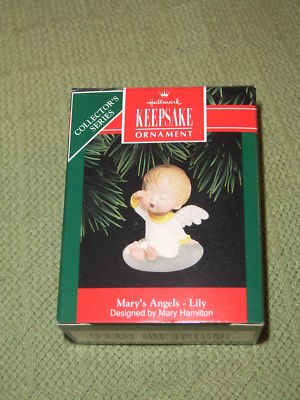 COLLECTOR'S
SERIES
Hallmark
KEEPSAKE
ORNAMENT
Mary's Angels - Lily
Designed by Mary Hamilton